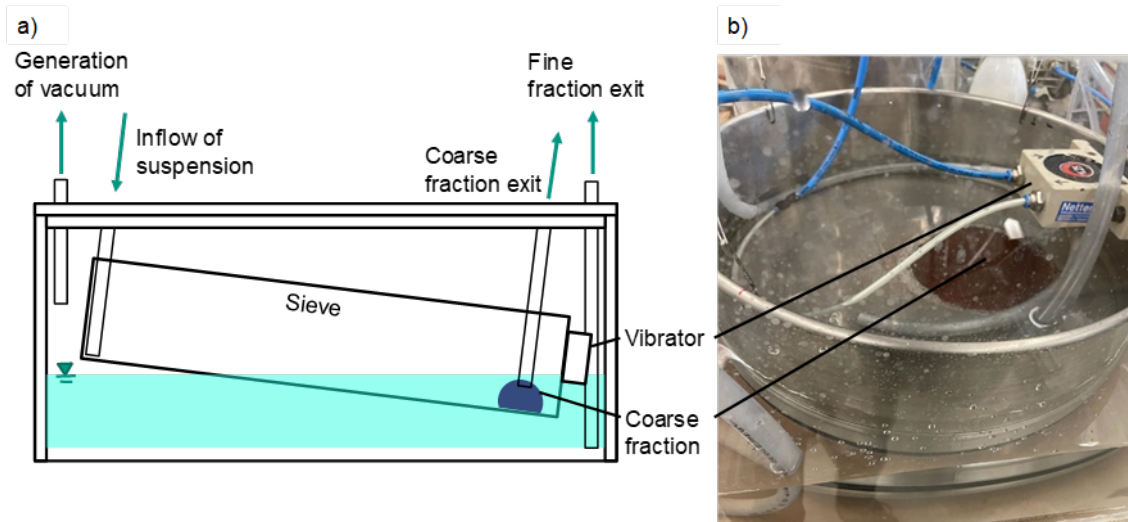 a)
Generation
of vacuum
Inflow of
suspension
Coarse
fraction exit
Fine
fraction exit
Sieve
Vibrator
Coarse
fraction
b)
Netter